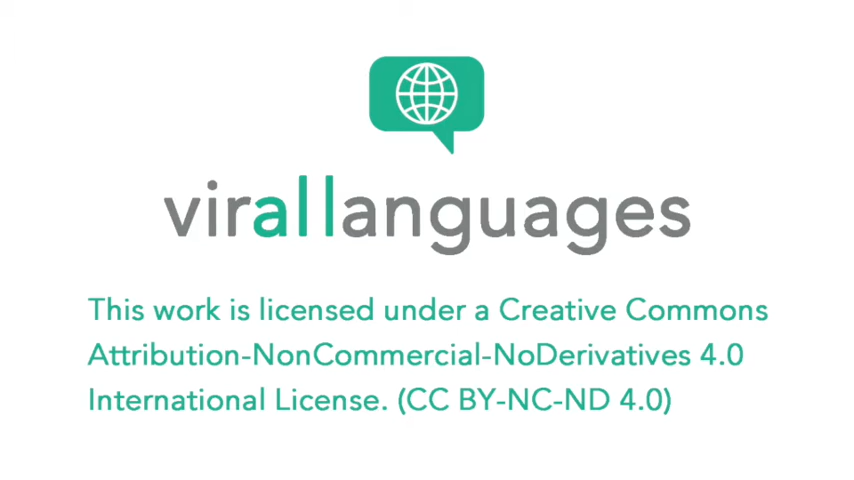 virallanguages
This work is licensed under a Creative Commons
Attribution-NonCommercial-NoDerivatives 4.0
International License. (CC BY-NC-ND 4.0)